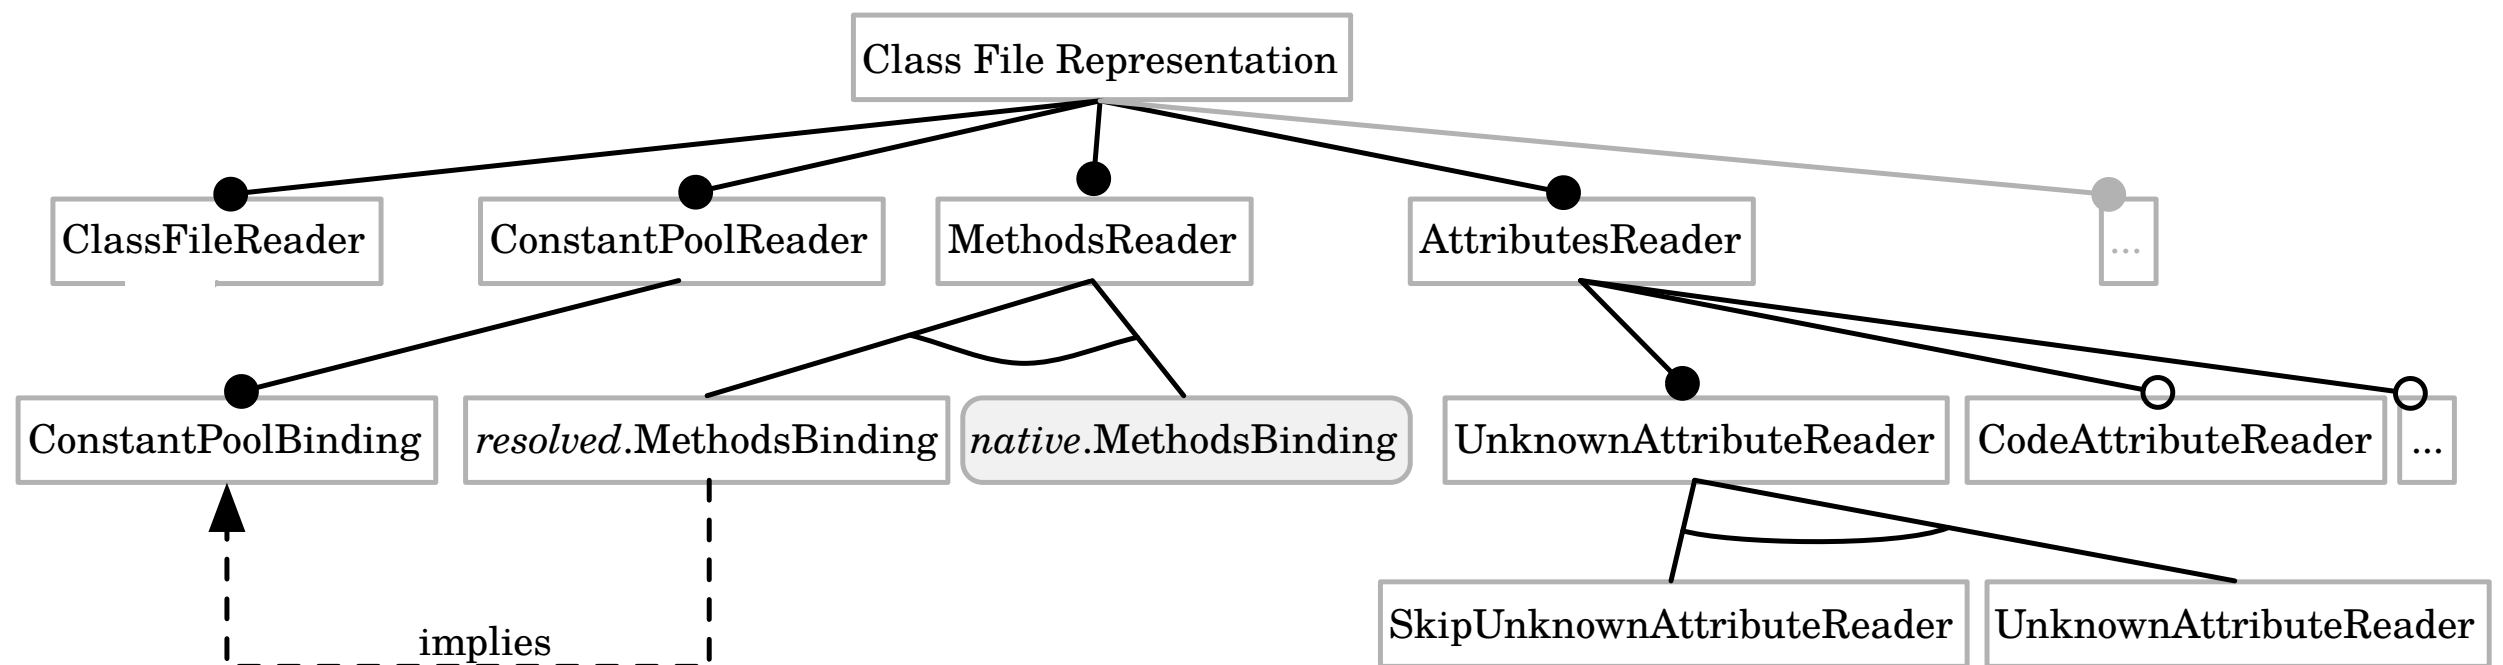 Class File Representation
ClassFileReader
ConstantPoolReader
MethodsReader
AttributesReader
...
ConstantPoolBinding
resolved.MethodsBinding
native.MethodsBinding
UnknownAttributeReader
CodeAttributeReader
...
SkipUnknownAttributeReader
UnknownAttributeReader
implies